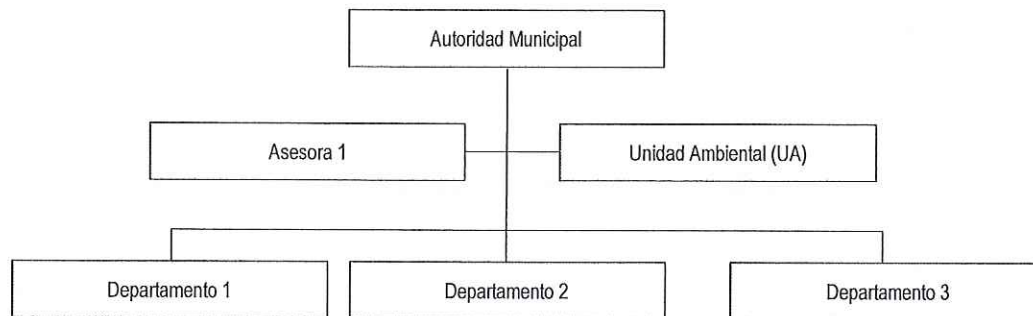 Autoridad Municipal
Asesora 1
Unidad Ambiental (UA)
Departamento 1
Departamento 2
Departamento 3